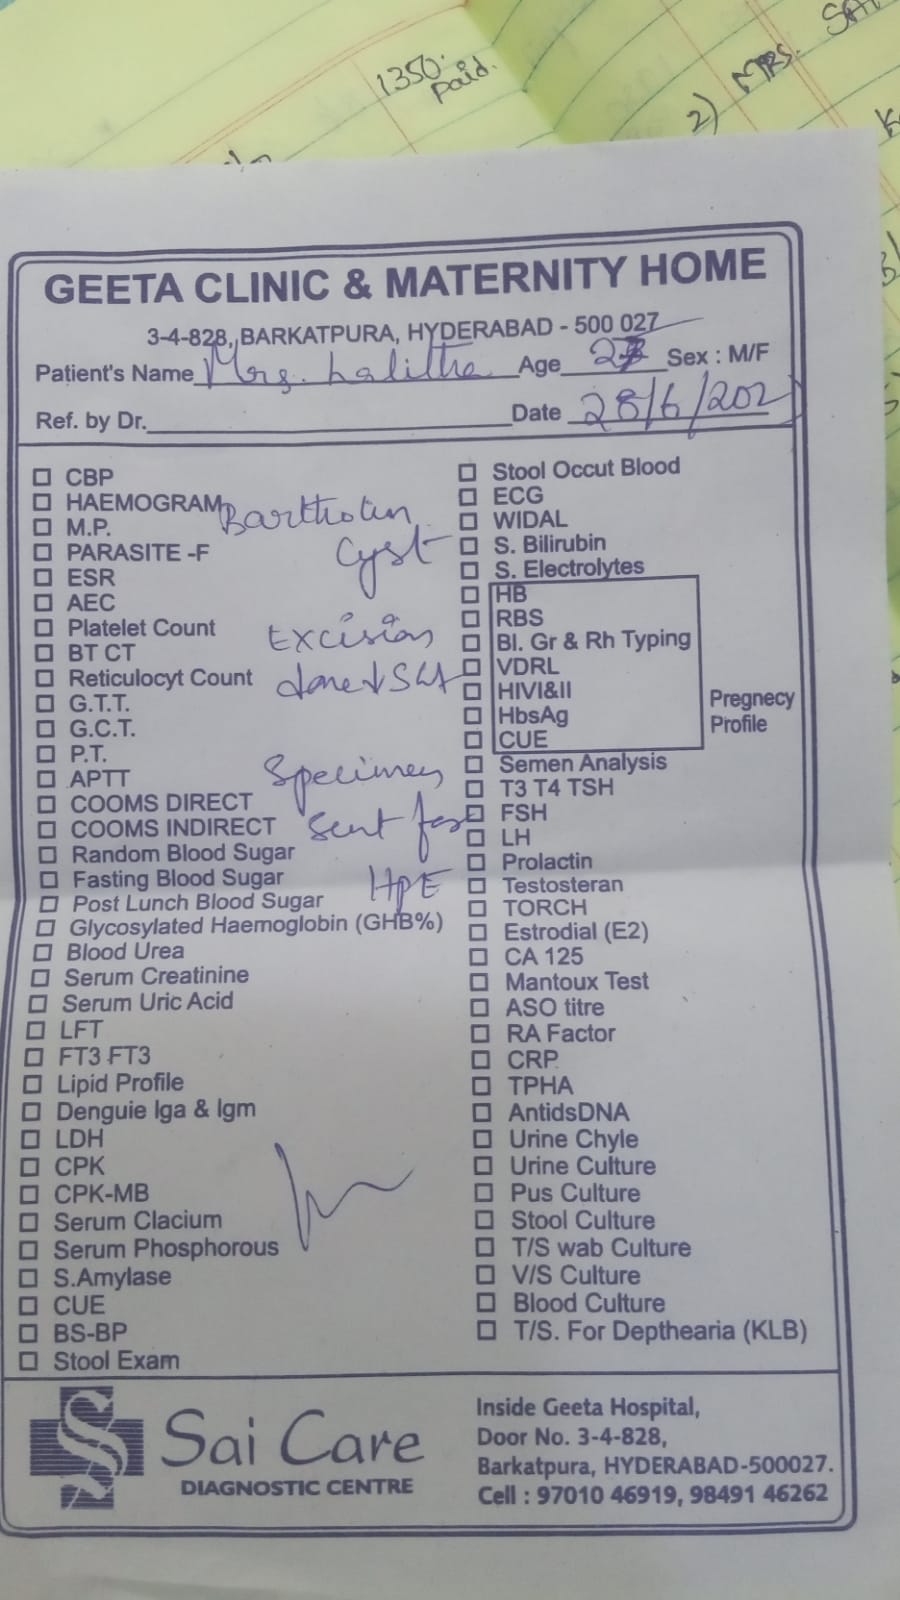 1350.
paid.
2) MRS.
GEETA CLINIC & MATERNITY HOME
3-4-828, BARKATPURA, HYDERABAD - 500 027
Patient's Name Mrs. Lalitha Age Sex : M/F
Ref. by Dr. Date 28/6/202
CBP
HAEMOGRAM
M.P.
PARASITE -F
ESR
AEC
Platelet Count
BT CT
Reticulocyt Count
G.T.T.
G.C.T.
P.T.
APTT
COOMS DIRECT
COOMS INDIRECT
Random Blood Sugar
Fasting Blood Sugar
Post Lunch Blood Sugar
Glycosylated Haemoglobin (GHB%)
Blood Urea
Serum Creatinine
Serum Uric Acid
LFT
FT3 FT3
Lipid Profile
Denguie Iga & Igm
LDH
CPK
CPK-MB
Serum Clacium
Serum Phosphorous
S.Amylase
CUE
BS-BP
Stool Exam
Bartholin
Cyst
Excision
done
Specimen
sent for
HPE
Stool Occut Blood
ECG
WIDAL
S. Bilirubin
S. Electrolytes
HB
RBS
Bl. Gr & Rh Typing
VDRL
HIVI&II
HbsAg
CUE
Pregnecy
Profile
Semen Analysis
T3 T4 TSH
FSH
LH
Prolactin
Testosteran
TORCH
Estrodial (E2)
CA 125
Mantoux Test
ASO titre
RA Factor
CRP
TPHA
AntidsDNA
Urine Chyle
Urine Culture
Pus Culture
Stool Culture
T/S wab Culture
V/S Culture
Blood Culture
T/S. For Depthearia (KLB)
Sai Care
DIAGNOSTIC CENTRE
Inside Geeta Hospital,
Door No. 3-4-828,
Barkatpura, HYDERABAD-500027.
Cell : 97010 46919, 98491 46262